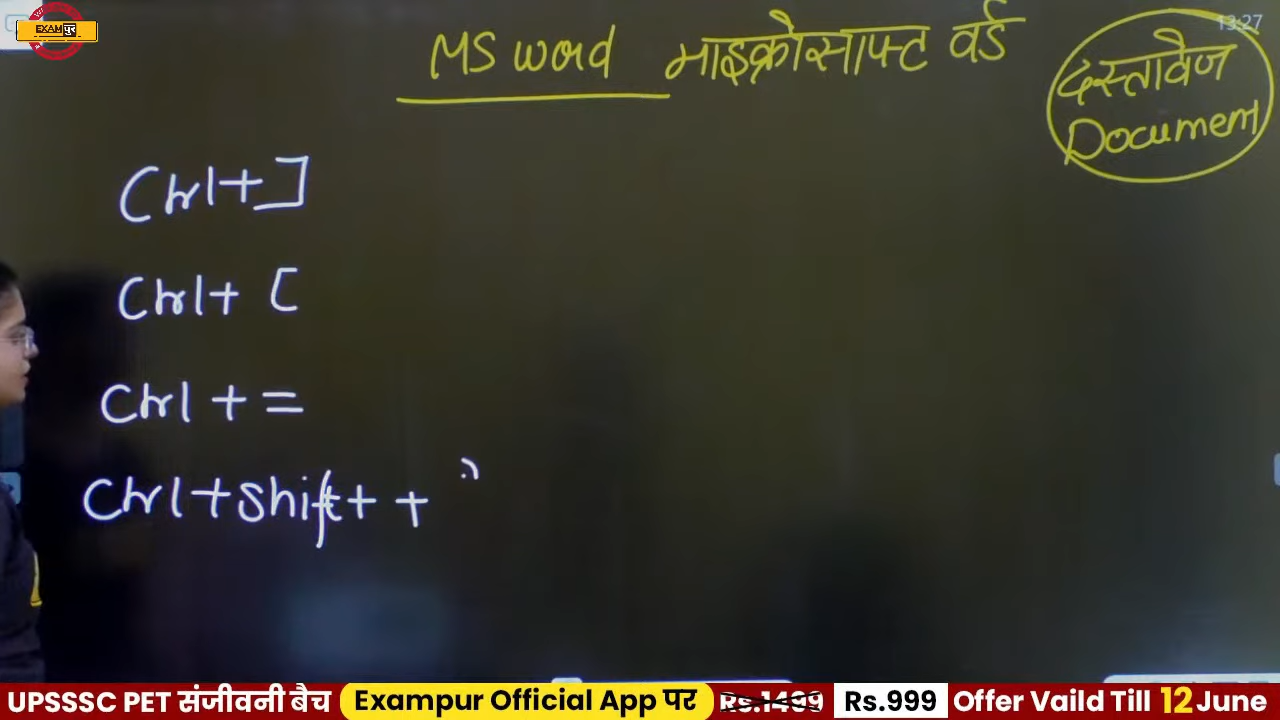 EXAMपुर
13:27
MS word माइक्रोसाफ्ट वर्ड
दस्तावेज
Document
Ctrl+]
Ctrl+ [
Ctrl + =
Ctrl+Shift+ +
UPSSSC PET संजीवनी बैच Exampur Official App पर Rs.1499 Rs.999 Offer Vaild Till 12 June